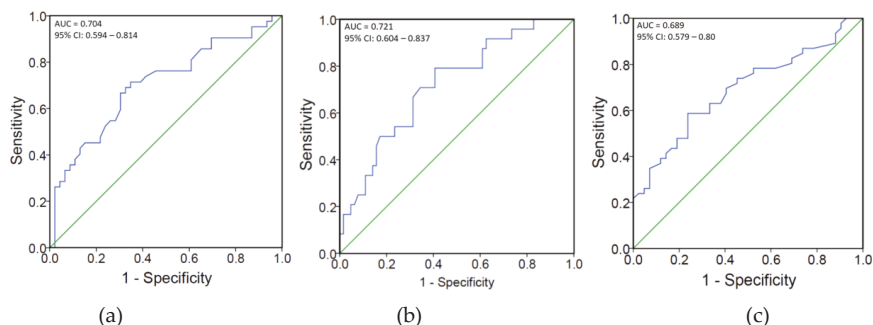 AUC = 0.704
95% CI: 0.594 – 0.814
1.0
0.8
0.6
0.4
0.2
0.0
Sensitivity
0.0 0.2 0.4 0.6 0.8 1.0
1 - Specificity
(a)
AUC = 0.721
95% CI: 0.604 – 0.837
1.0
0.8
0.6
0.4
0.2
0.0
Sensitivity
0.0 0.2 0.4 0.6 0.8 1.0
1 - Specificity
(b)
AUC = 0.689
95% CI: 0.579 – 0.80
1.0
0.8
0.6
0.4
0.2
0.0
Sensitivity
0.0 0.2 0.4 0.6 0.8 1.0
1 - Specificity
(c)